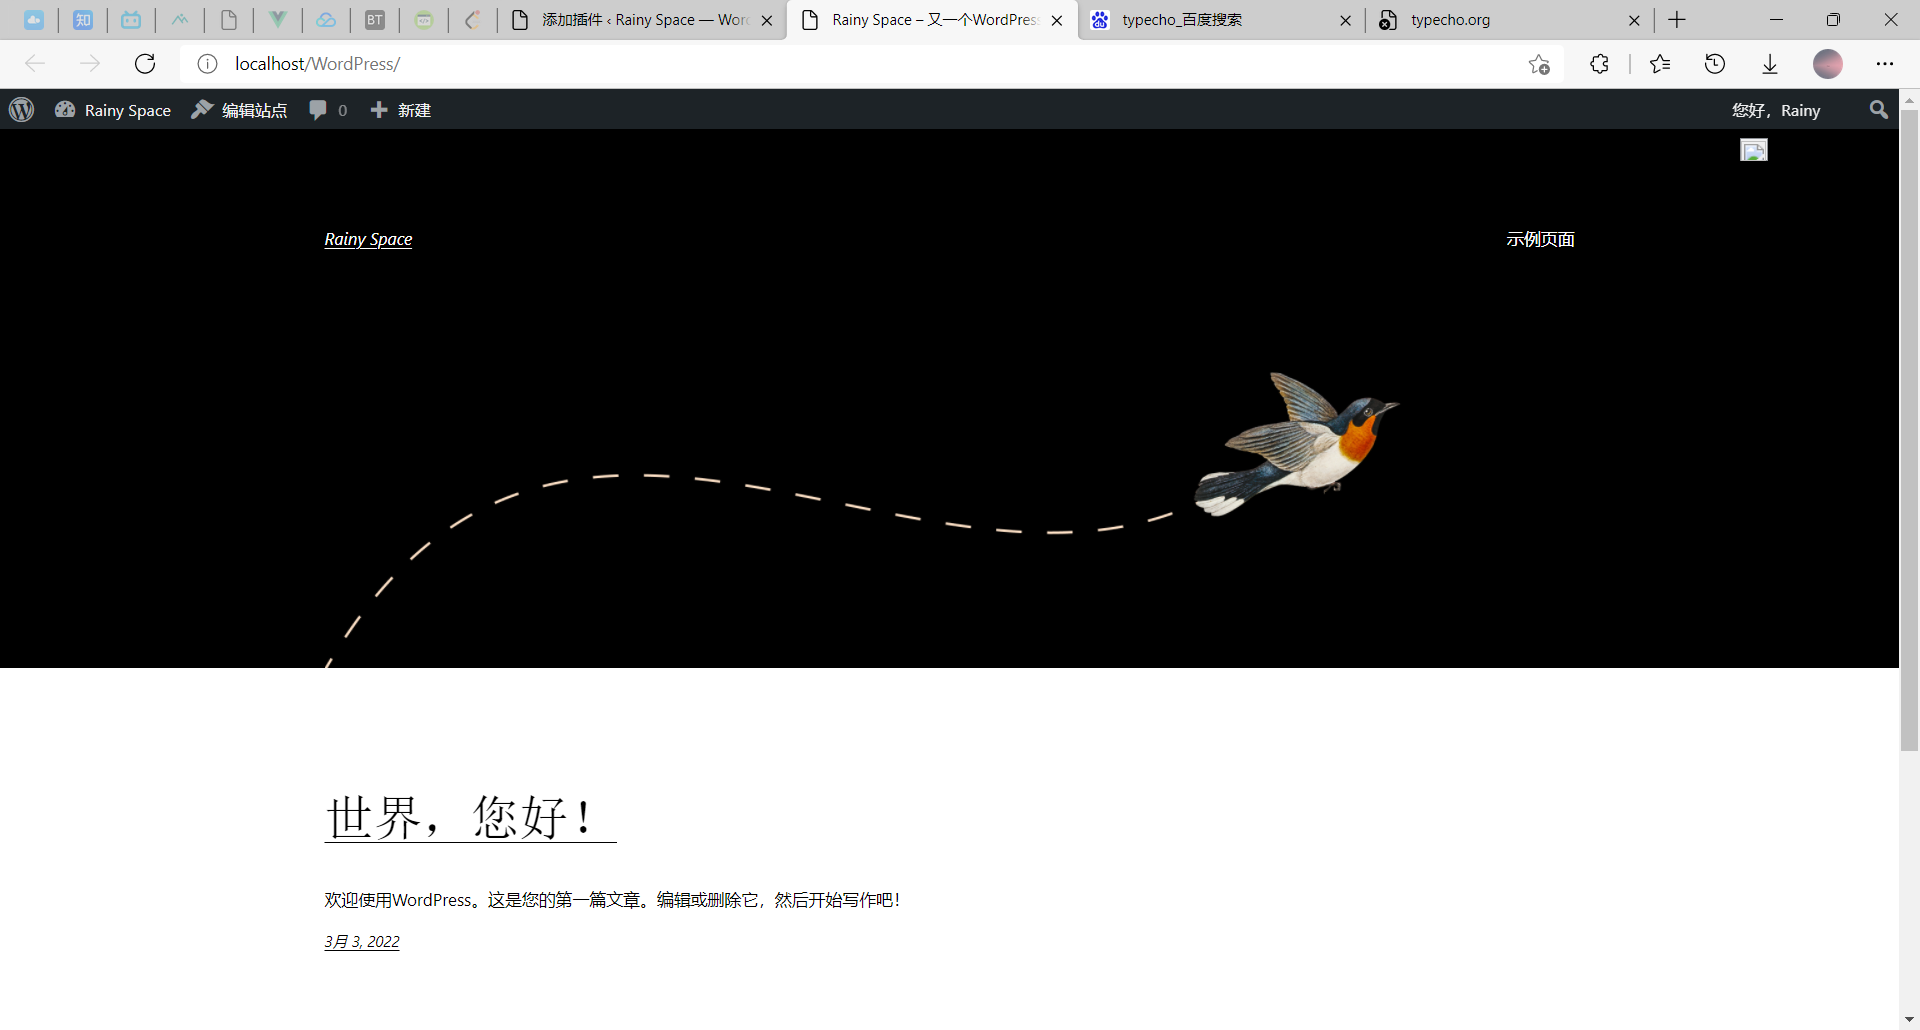 知
BT
添加插件 ‹ Rainy Space — Wor
Rainy Space – 又一个WordPres
typecho_百度搜索
typecho.org
localhost/WordPress/
Rainy Space
编辑站点
0
新建
您好，Rainy
Rainy Space
示例页面
世界，您好！
欢迎使用WordPress。这是您的第一篇文章。编辑或删除它，然后开始写作吧！
3月 3, 2022